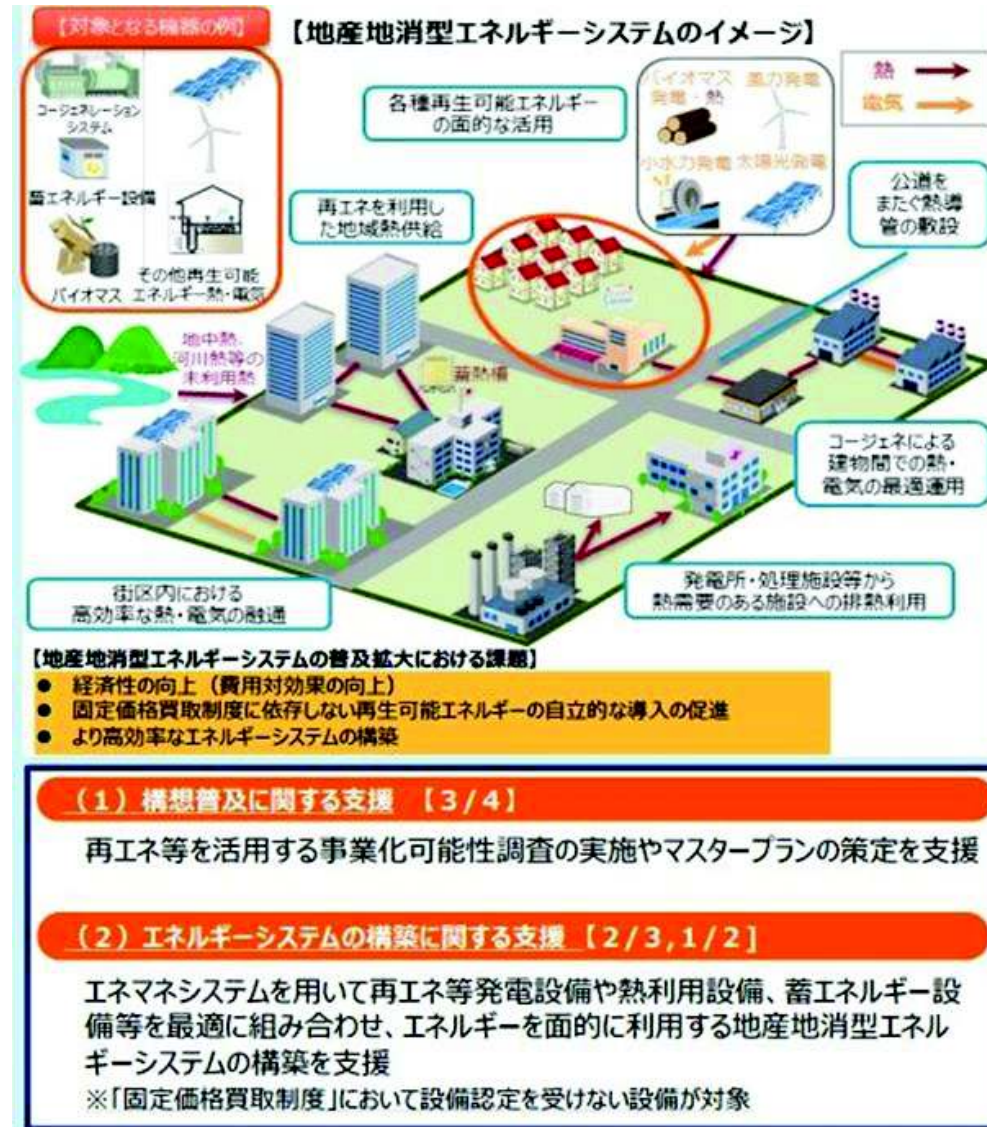 【対象となる機器の例】
【地産地消型エネルギーシステムのイメージ】
コージェネレーション
システム
蓄エネルギー設備
バイオマス
その他再生可能
エネルギー熱・電気
各種再生可能エネルギー
の面的な活用
バイオマス
発電・熱
風力発電
小水力発電
太陽光発電
熱
電気
再エネを利用し
た地域熱供給
公道を
またぐ熱導
管の敷設
地中熱、
河川熱等の
未利用熱
蓄熱槽
コージェネによる
建物間での熱・
電気の最適運用
街区内における
高効率な熱・電気の融通
発電所・処理施設等から
熱需要のある施設への排熱利用
【地産地消型エネルギーシステムの普及拡大における課題】
● 経済性の向上（費用対効果の向上）
● 固定価格買取制度に依存しない再生可能エネルギーの自立的な導入の促進
● より高効率なエネルギーシステムの構築
（1）構想普及に関する支援 【3/4】
再エネ等を活用する事業化可能性調査の実施やマスタープランの策定を支援
（2）エネルギーシステムの構築に関する支援【2/3,1/2]
エネマネシステムを用いて再エネ等発電設備や熱利用設備、蓄エネルギー設
備等を最適に組み合わせ、エネルギーを面的に利用する地産地消型エネル
ギーシステムの構築を支援
※「固定価格買取制度」において設備認定を受けない設備が対象